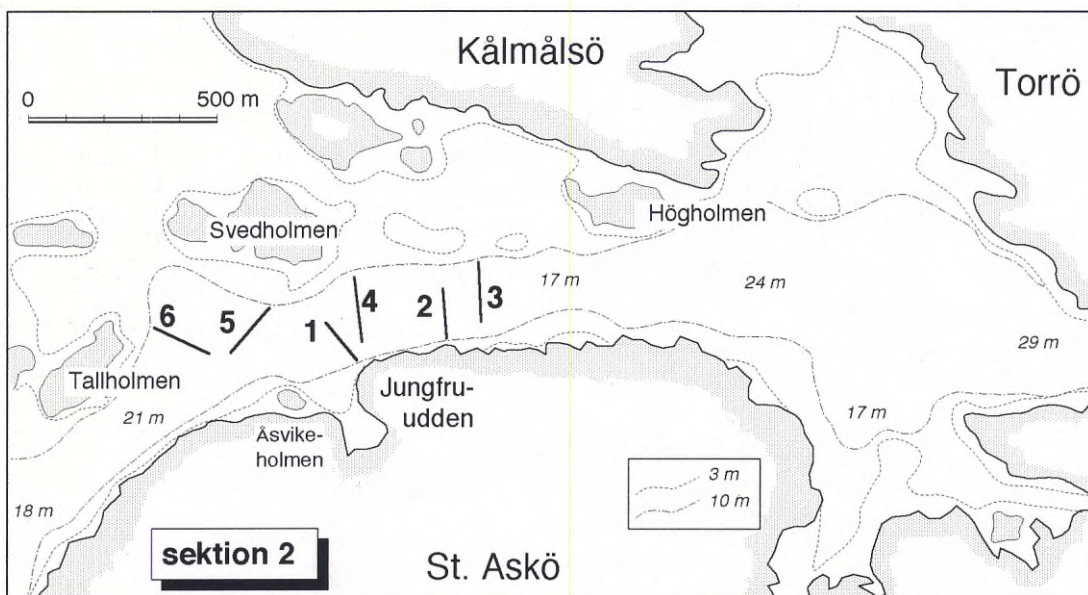 Kålmålsö
Torrö
0 500 m
Högholmen
Svedholmen
17 m
24 m
4
3
2
6
5
1
29 m
Tallholmen
Jungfru-
udden
21 m
17 m
Åsvike-
holmen
3 m
10 m
18 m
sektion 2
St. Askö